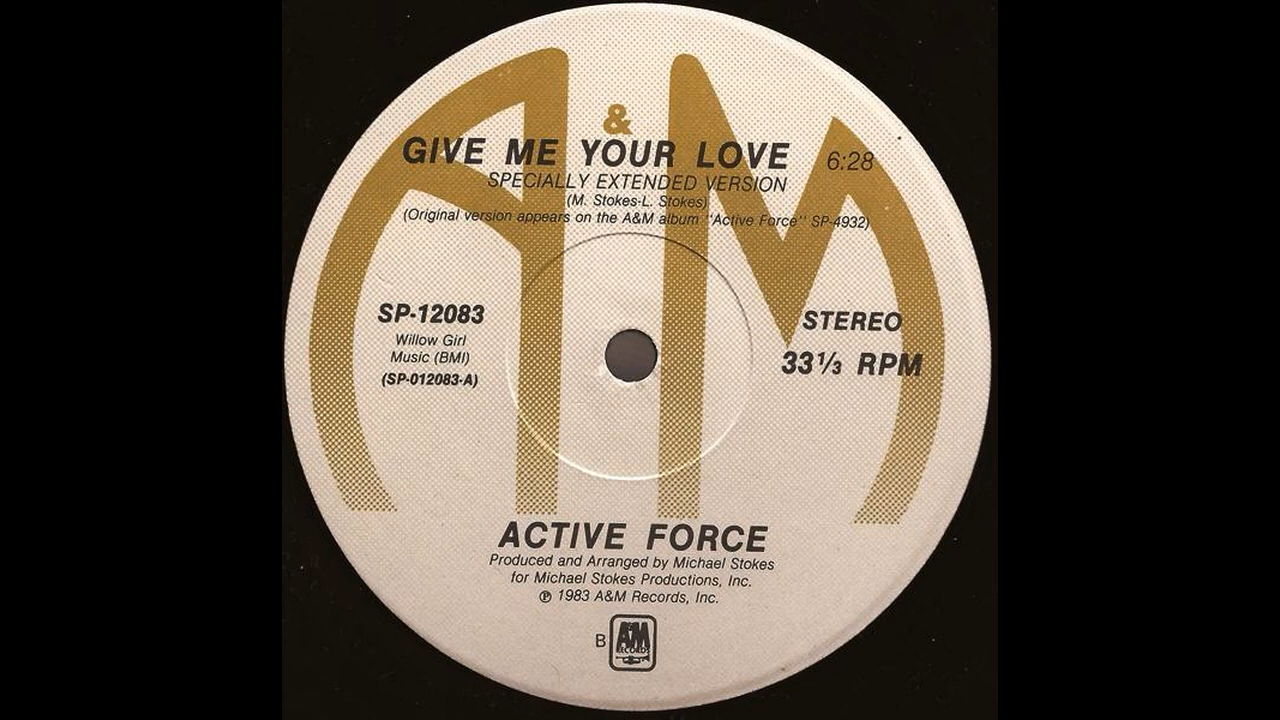 A & M
GIVE ME YOUR LOVE 6:28
SPECIALLY EXTENDED VERSION
(M. Stokes-L. Stokes)
(Original version appears on the A&M album "Active Force" SP-4932)
SP-12083
Willow Girl
Music (BMI)
(SP-012083-A)
STEREO
33⅓ RPM
ACTIVE FORCE
Produced and Arranged by Michael Stokes
for Michael Stokes Productions, Inc.
℗ 1983 A&M Records, Inc.
B
A&M
RECORDS